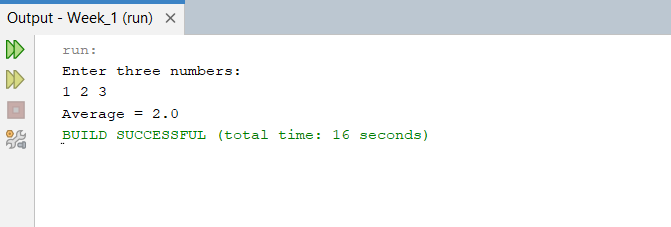 Output - Week_1 (run) ×
run:
Enter three numbers:
1 2 3
Average = 2.0
BUILD SUCCESSFUL (total time: 16 seconds)